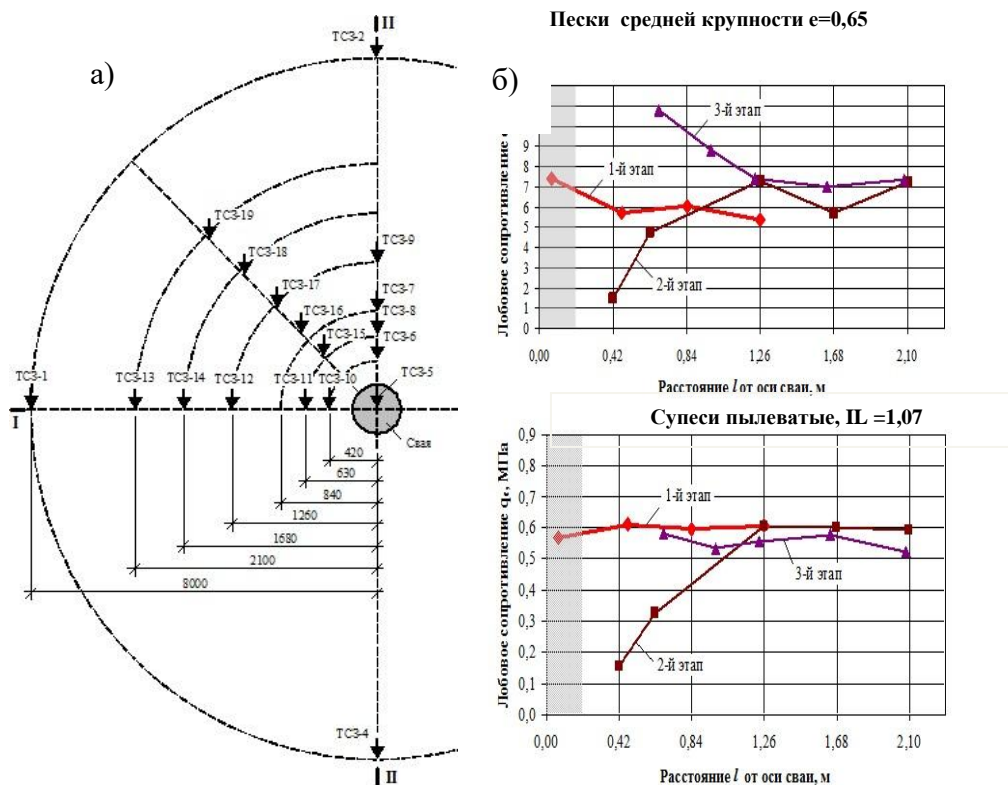 II
ТСЗ-2
а)
ТСЗ-19
ТСЗ-18
ТСЗ-9
ТСЗ-17
ТСЗ-7
ТСЗ-16
ТСЗ-8
ТСЗ-15
ТСЗ-6
ТСЗ-1
ТСЗ-13
ТСЗ-14
ТСЗ-12
ТСЗ-11
ТСЗ-10
ТСЗ-5
I
Свая
420
630
840
1260
1680
2100
8000
ТСЗ-4
II
Пески средней крупности e=0,65
б)
3-й этап
1-й этап
2-й этап
Лобовое сопротивление
9
8
7
6
5
4
3
2
1
0
0,00 0,42 0,84 1,26 1,68 2,10
Расстояние l от оси сваи, м
Супеси пылеватые, IL =1,07
Лобовое сопротивление qc, МПа
0,9
0,8
0,7
0,6
0,5
0,4
0,3
0,2
0,1
0,0
1-й этап
3-й этап
2-й этап
0,00 0,42 0,84 1,26 1,68 2,10
Расстояние l от оси сваи, м